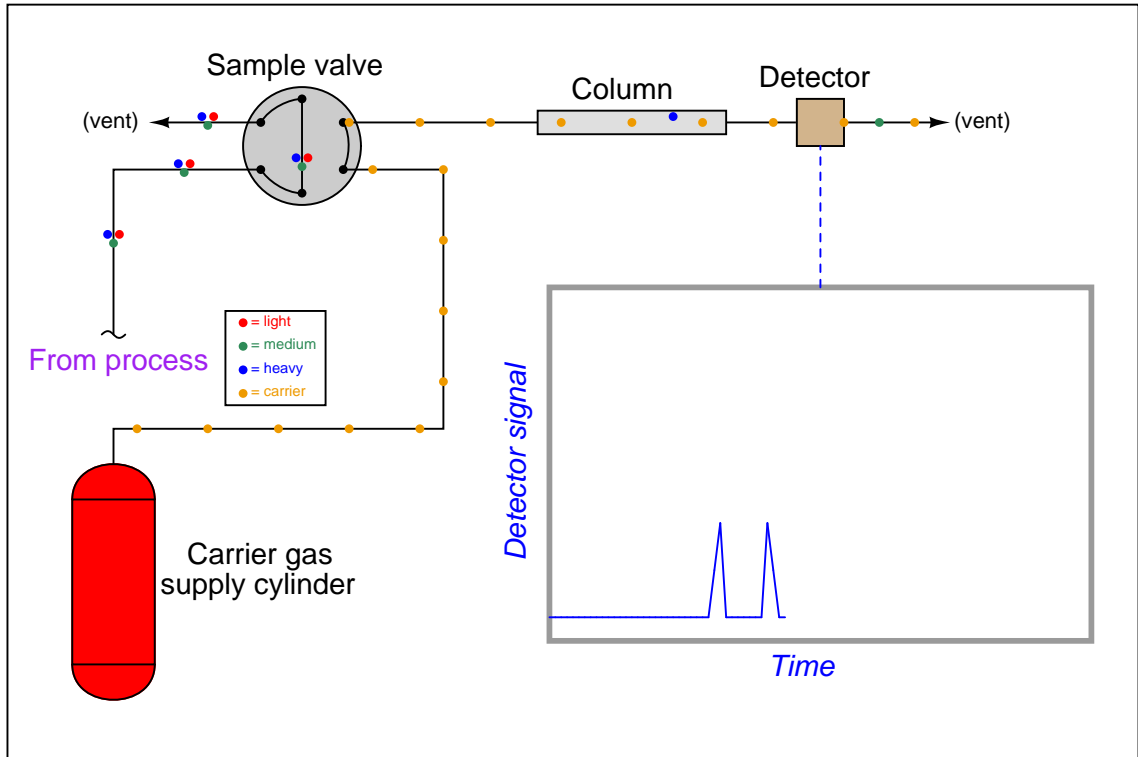 Sample valve
Column
Detector
(vent)
(vent)
From process
= light
= medium
= heavy
= carrier
Detector signal
Carrier gas
supply cylinder
Time